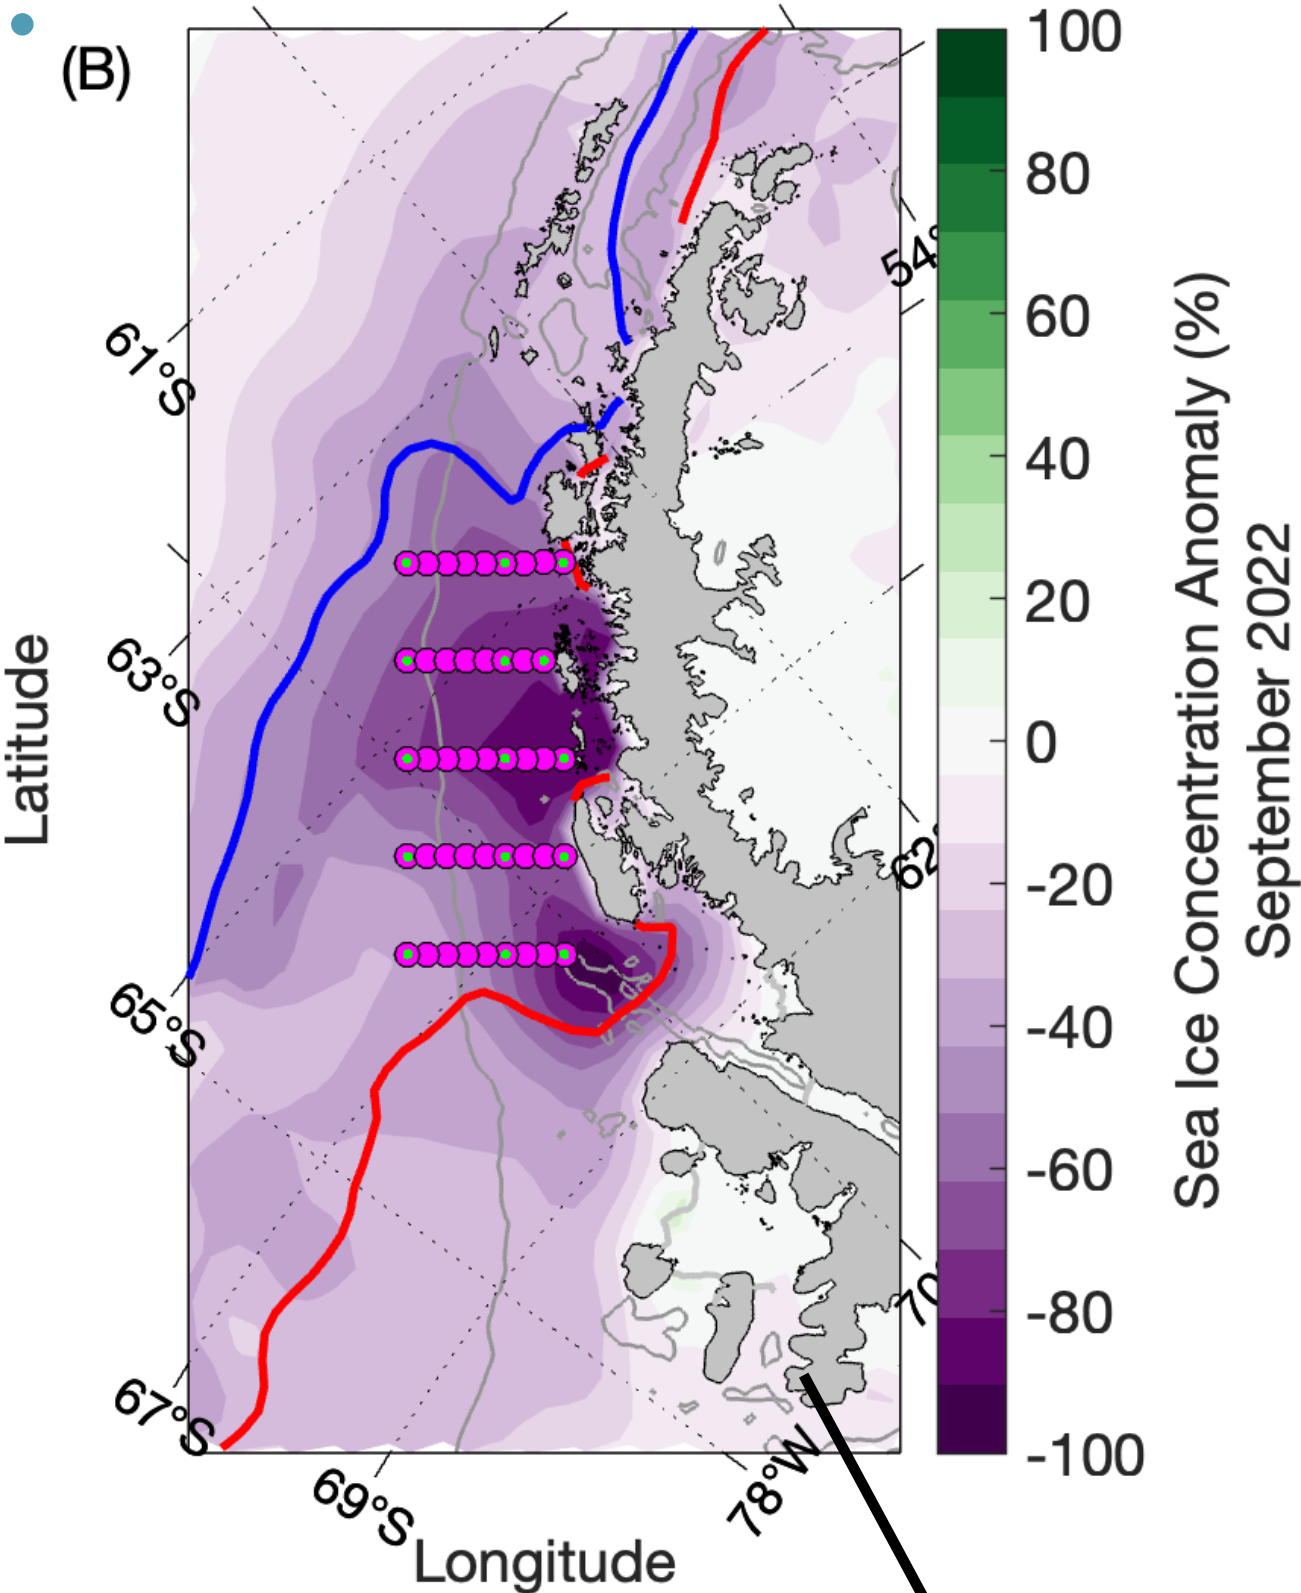 (B)
100
80
60
40
20
0
-20
-40
-60
-80
-100
Sea Ice Concentration Anomaly (%)
September 2022
Latitude
61°S
63°S
65°S
67°S
69°S
78°W
70
62°
54°
Longitude